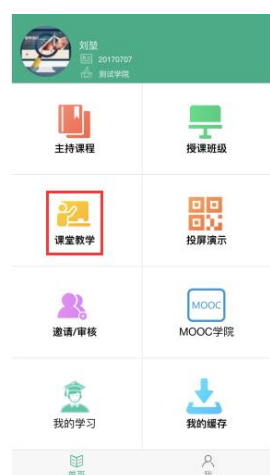 刘堃
20170707
测试学院
主持课程
授课班级
课堂教学
投屏演示
邀请/审核
MOOC
MOOC学院
我的学习
我的缓存
首页
我